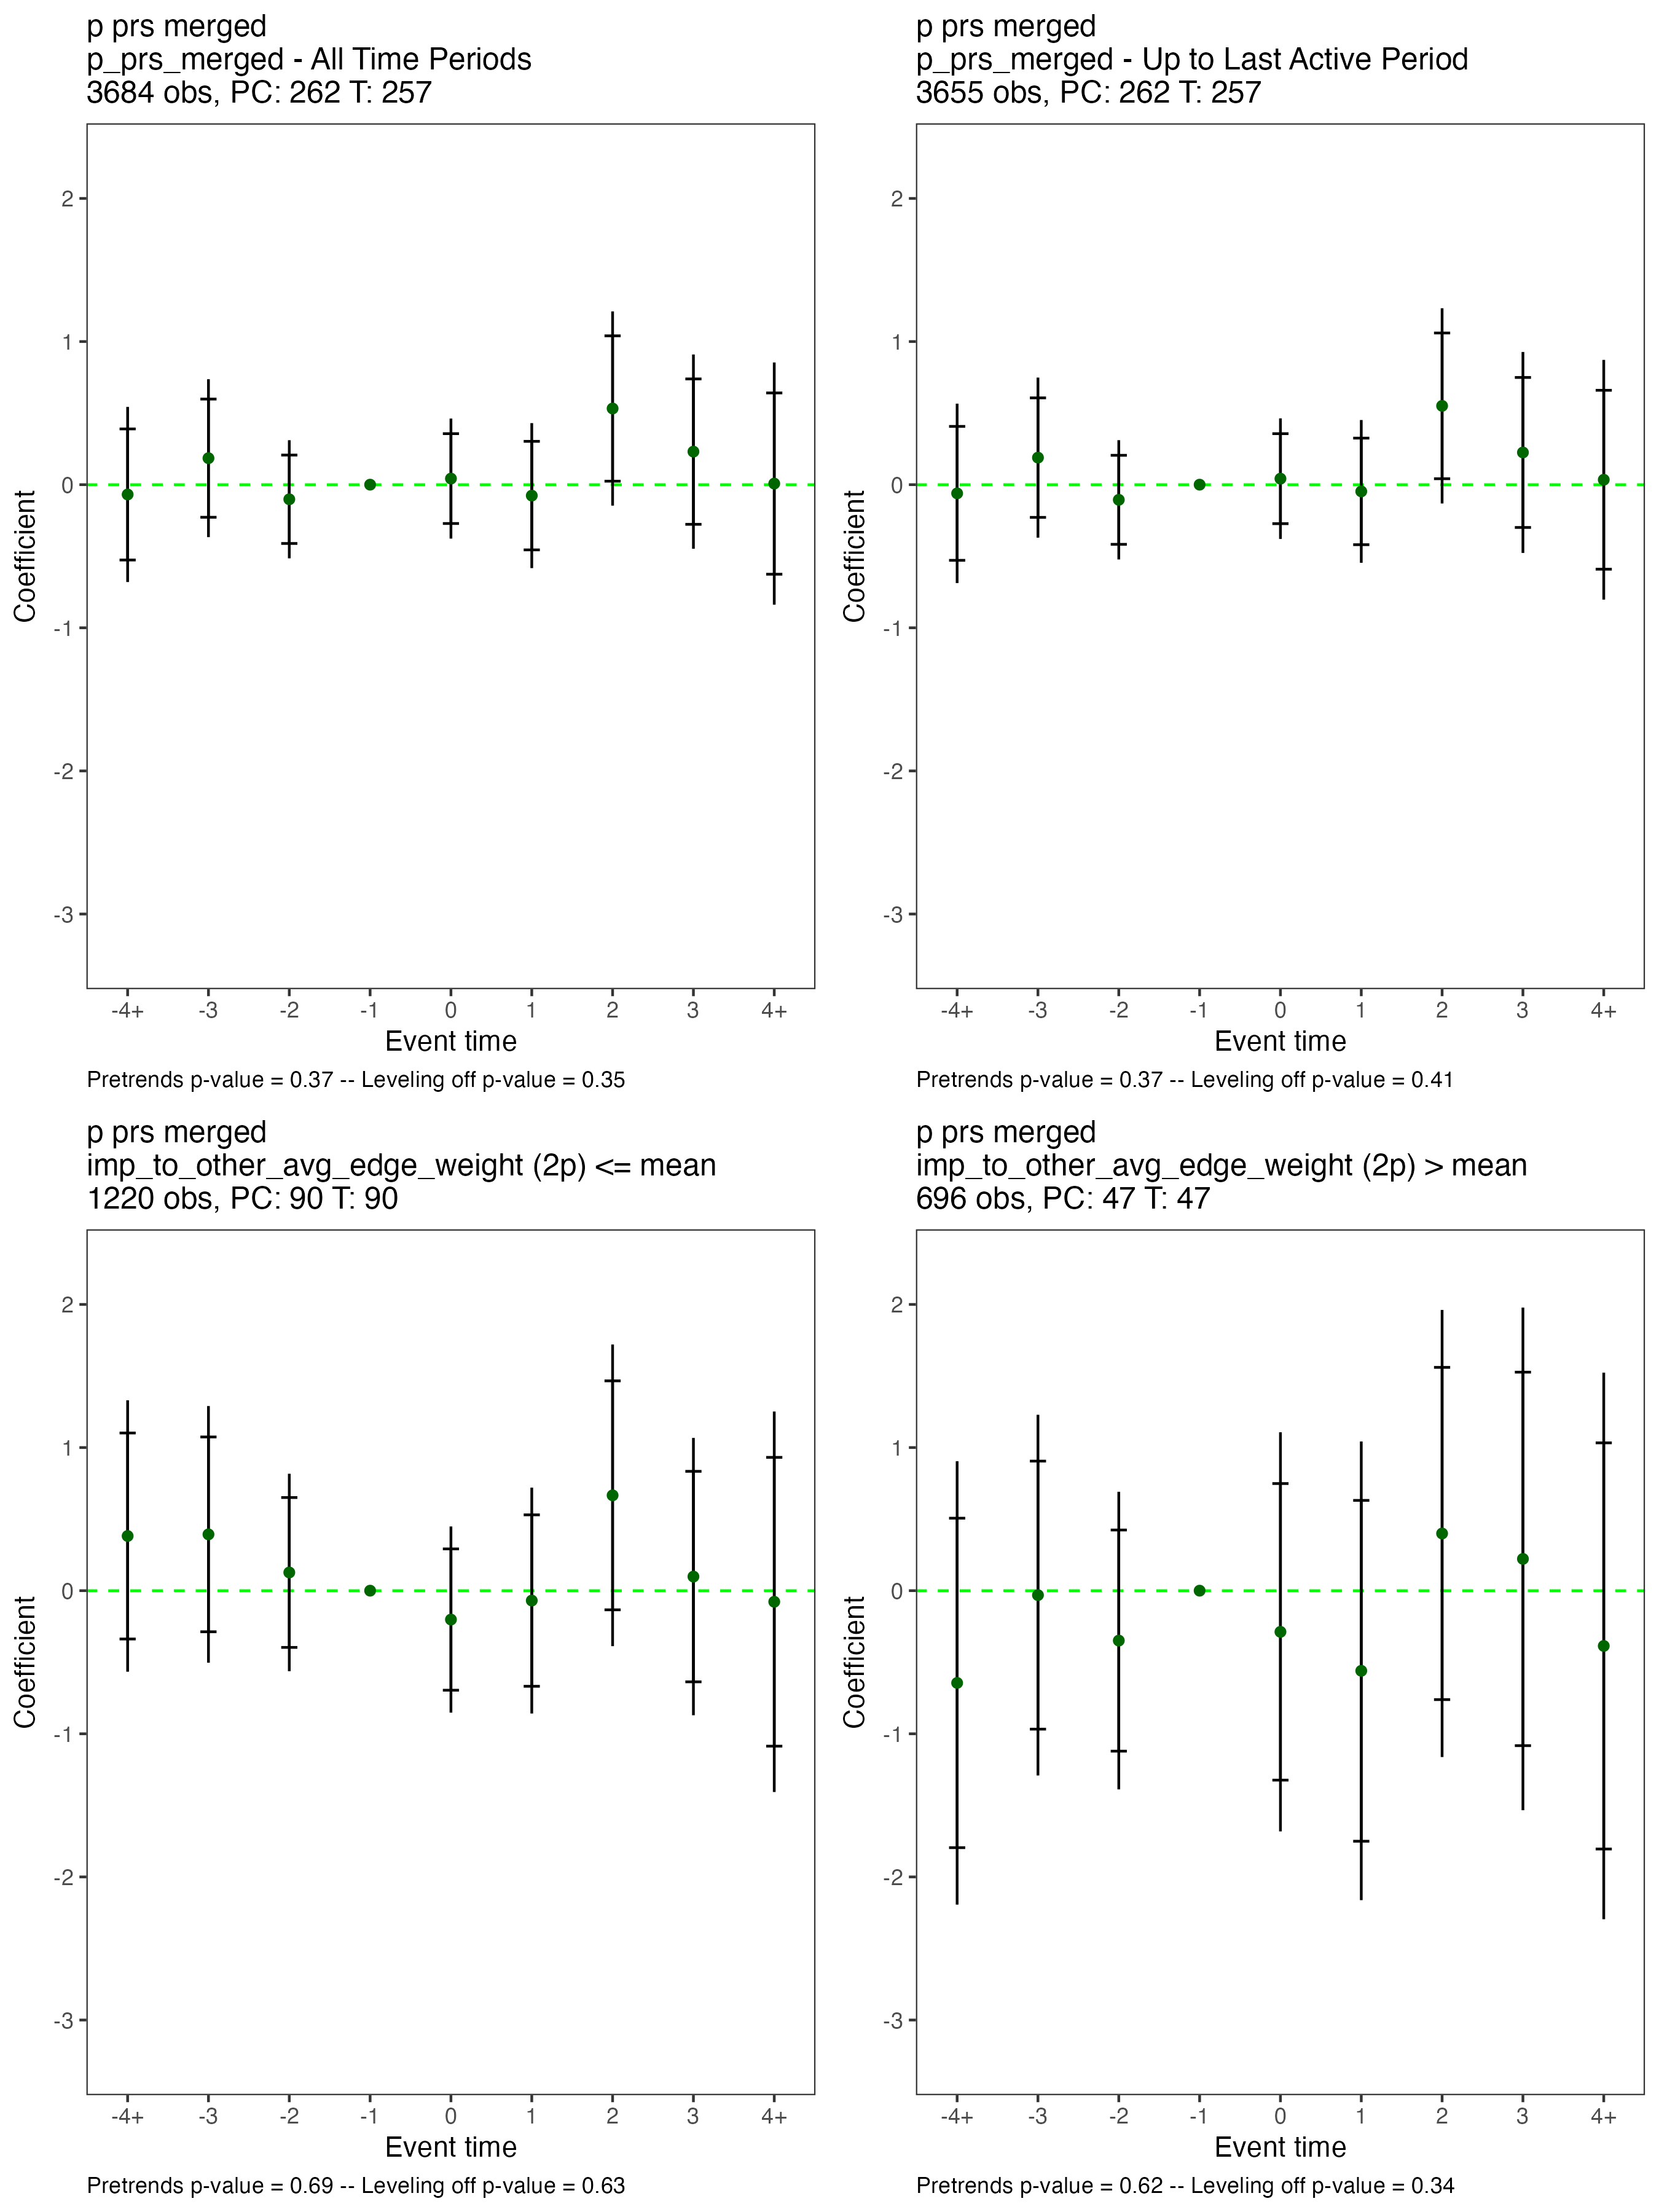 p prs merged
p_prs_merged - All Time Periods
3684 obs, PC: 262 T: 257
Coefficient
2
1
0
-1
-2
-3
-4+ -3 -2 -1 0 1 2 3 4+
Event time
Pretrends p-value = 0.37 -- Leveling off p-value = 0.35
p prs merged
p_prs_merged - Up to Last Active Period
3655 obs, PC: 262 T: 257
Coefficient
2
1
0
-1
-2
-3
-4+ -3 -2 -1 0 1 2 3 4+
Event time
Pretrends p-value = 0.37 -- Leveling off p-value = 0.41
p prs merged
imp_to_other_avg_edge_weight (2p) <= mean
1220 obs, PC: 90 T: 90
Coefficient
2
1
0
-1
-2
-3
-4+ -3 -2 -1 0 1 2 3 4+
Event time
Pretrends p-value = 0.69 -- Leveling off p-value = 0.63
p prs merged
imp_to_other_avg_edge_weight (2p) > mean
696 obs, PC: 47 T: 47
Coefficient
2
1
0
-1
-2
-3
-4+ -3 -2 -1 0 1 2 3 4+
Event time
Pretrends p-value = 0.62 -- Leveling off p-value = 0.34